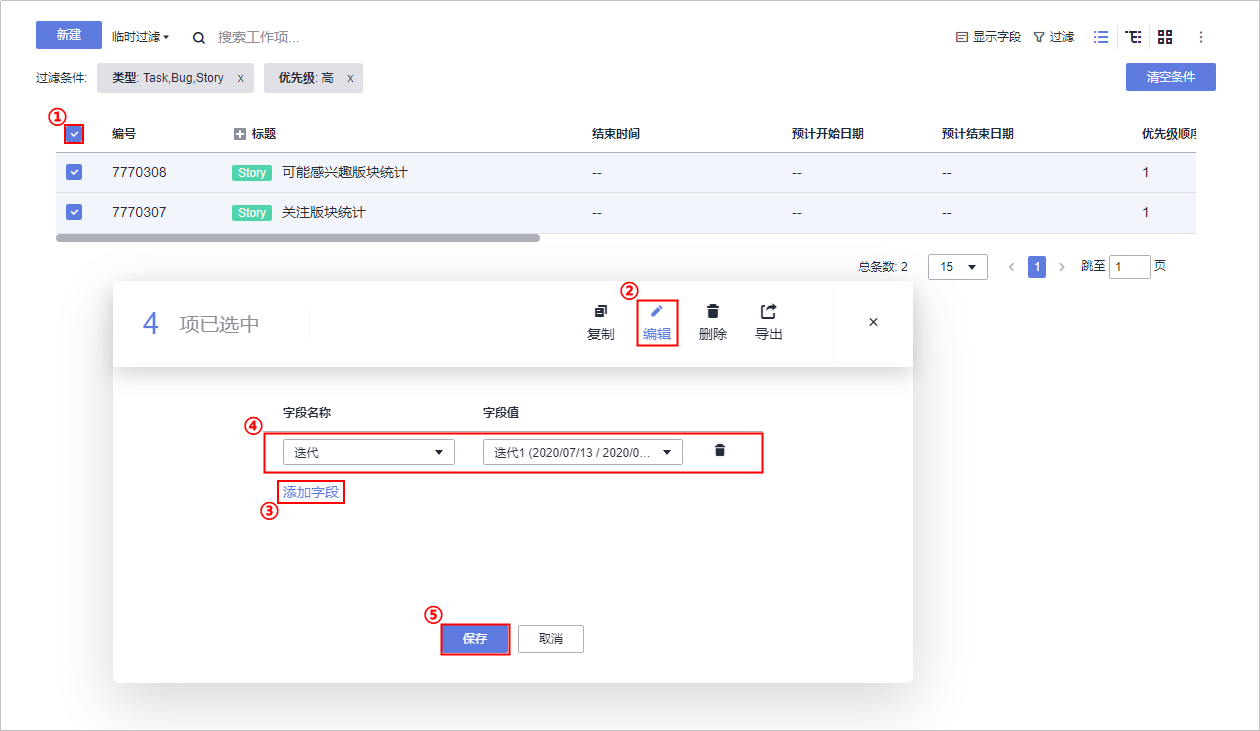 新建 临时过滤 搜索工作项... 显示字段 过滤
过滤条件: 类型: Task,Bug,Story x 优先级: 高 x 清空条件
①
编号 标题 结束时间 预计开始日期 预计结束日期 优先级顺序
7770308 Story 可能感兴趣版块统计 -- -- -- 1
7770307 Story 关注版块统计 -- -- -- 1
总条数: 2 15 < 1 > 跳至 1 页
②
4 项已选中 复制 编辑 删除 导出 ×
字段名称 字段值
④
迭代 迭代1 (2020/07/13 / 2020/0...
添加字段
③
⑤
保存 取消